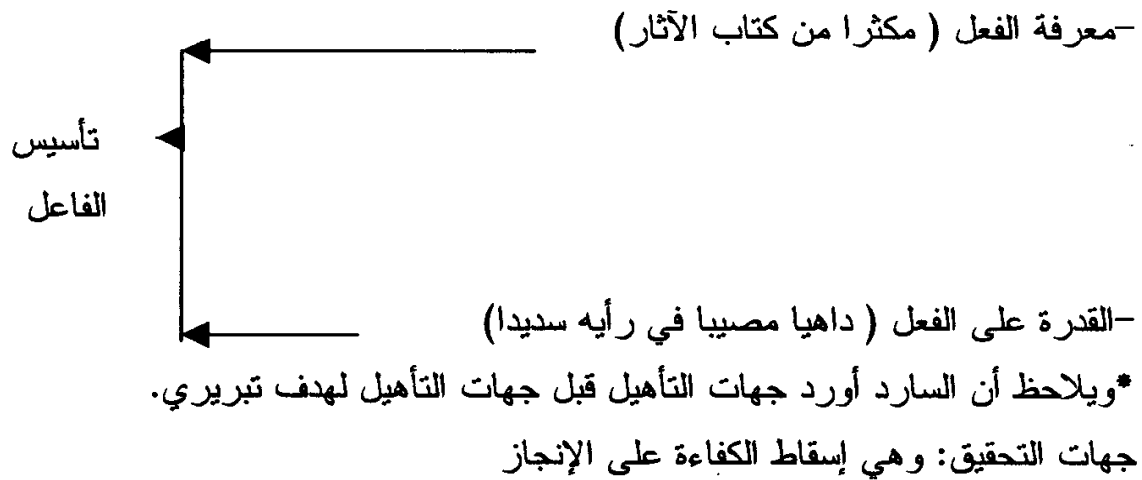 -معرفة الفعل ( مكثرا من كتاب الآثار)
تأسيس
الفاعل
-القدرة على الفعل ( داهيا مصيبا في رأيه سديدا)
*ويلاحظ أن السارد أورد جهات التأهيل قبل جهات التأهيل لهدف تبريري.
جهات التحقيق: وهي إسقاط الكفاءة على الإنجاز